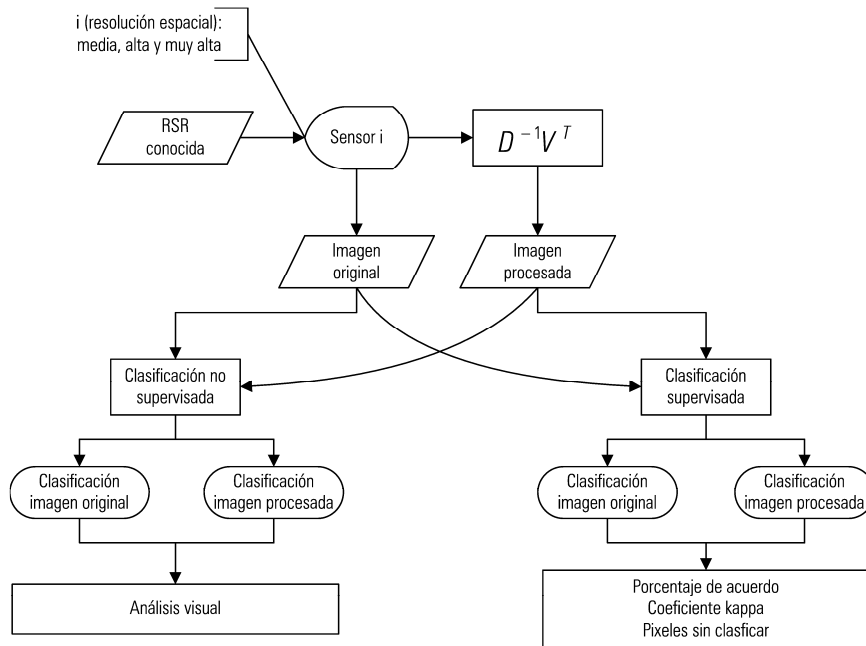 i (resolución espacial):
media, alta y muy alta
RSR
conocida
Sensor i
D⁻¹Vᵀ
Imagen
original
Imagen
procesada
Clasificación no
supervisada
Clasificación
supervisada
Clasificación
imagen original
Clasificación
imagen procesada
Clasificación
imagen original
Clasificación
imagen procesada
Análisis visual
Porcentaje de acuerdo
Coeficiente kappa
Pixeles sin clasficar